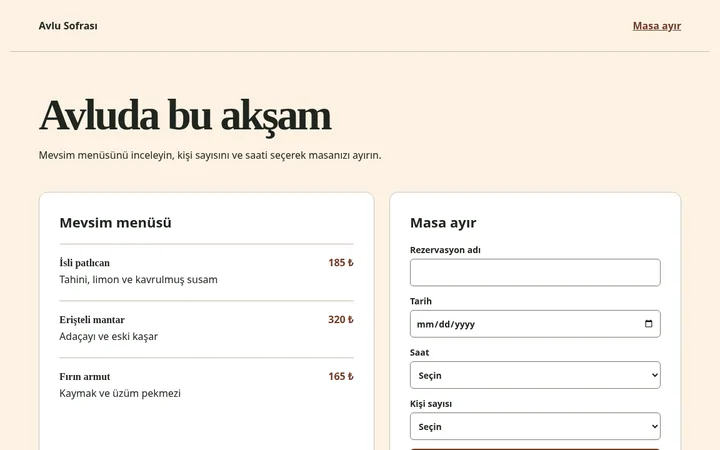 Avlu Sofrası
Masa ayır
Avluda bu akşam
Mevsim menüsünü inceleyin, kişi sayısını ve saati seçerek masanızı ayırın.
Mevsim menüsü
İsli patlıcan
185 ₺
Tahini, limon ve kavrulmuş susam
Erişteli mantar
320 ₺
Adaçayı ve eski kaşar
Fırın armut
165 ₺
Kaymak ve üzüm pekmezi
Masa ayır
Rezervasyon adı
Tarih
mm/dd/yyyy
Saat
Seçin
Kişi sayısı
Seçin